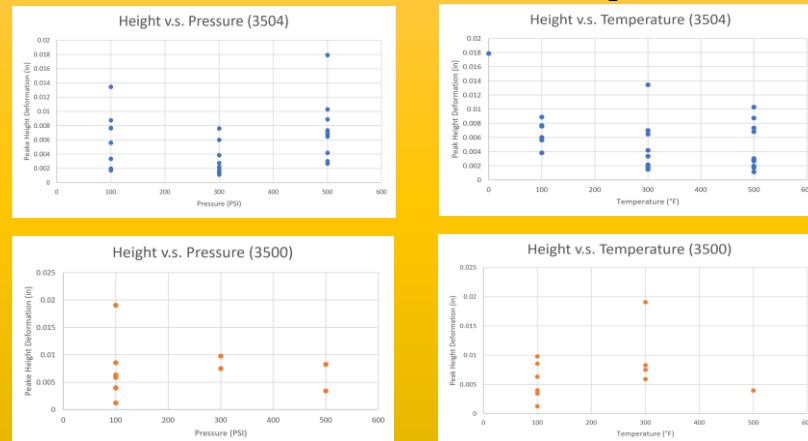 Height v.s. Pressure (3504)
Peake Height Deformation (in)
0.02
0.018
0.016
0.014
0.012
0.01
0.008
0.006
0.004
0.002
0
0 100 200 300 400 500 600
Pressure (PSI)
Height v.s. Temperature (3504)
Peak Height Deformation (in)
0.02
0.018
0.016
0.014
0.012
0.01
0.008
0.006
0.004
0.002
0
0 100 200 300 400 500 60
Temperature (°F)
Height v.s. Pressure (3500)
Peake Height Deformation (in)
0.025
0.02
0.015
0.01
0.005
0
0 100 200 300 400 500 600
Pressure (PSI)
Height v.s. Temperature (3500)
Peak Height Deformation (in)
0.025
0.02
0.015
0.01
0.005
0
0 100 200 300 400 500 60
Temperature (°F)